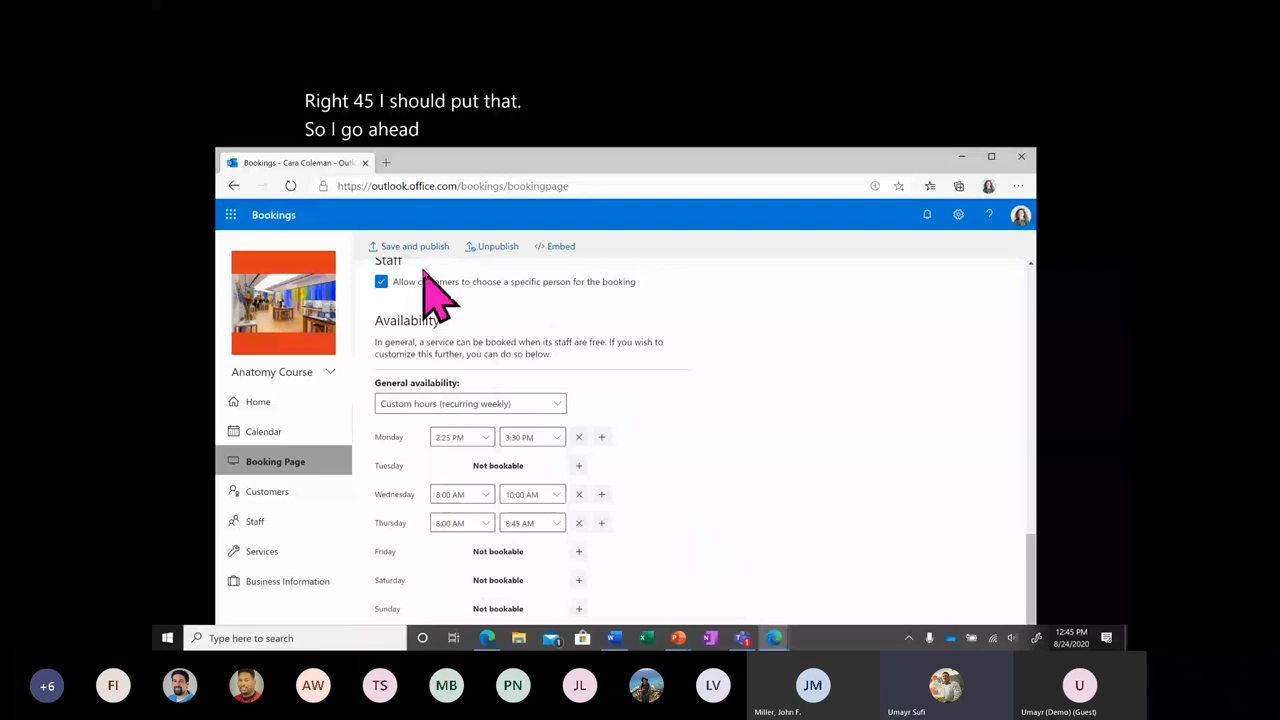 Right 45 I should put that.
So I go ahead
Bookings - Cara Coleman - Outl
https://outlook.office.com/bookings/bookingpage
Bookings
Save and publish
Unpublish
</> Embed
Staff
Allow customers to choose a specific person for the booking
Availability
In general, a service can be booked when its staff are free. If you wish to
customize this further, you can do so below.
General availability:
Custom hours (recurring weekly)
Monday 2:25 PM 3:30 PM
Tuesday Not bookable
Wednesday 8:00 AM 10:00 AM
Thursday 8:00 AM 8:45 AM
Friday Not bookable
Saturday Not bookable
Sunday Not bookable
Anatomy Course
Home
Calendar
Booking Page
Customers
Staff
Services
Business Information
Type here to search
12:45 PM
8/24/2020
+6 FI AW TS MB PN JL LV JM U
Miller, John F. Umayr Sufi Umayr (Demo) (Guest)